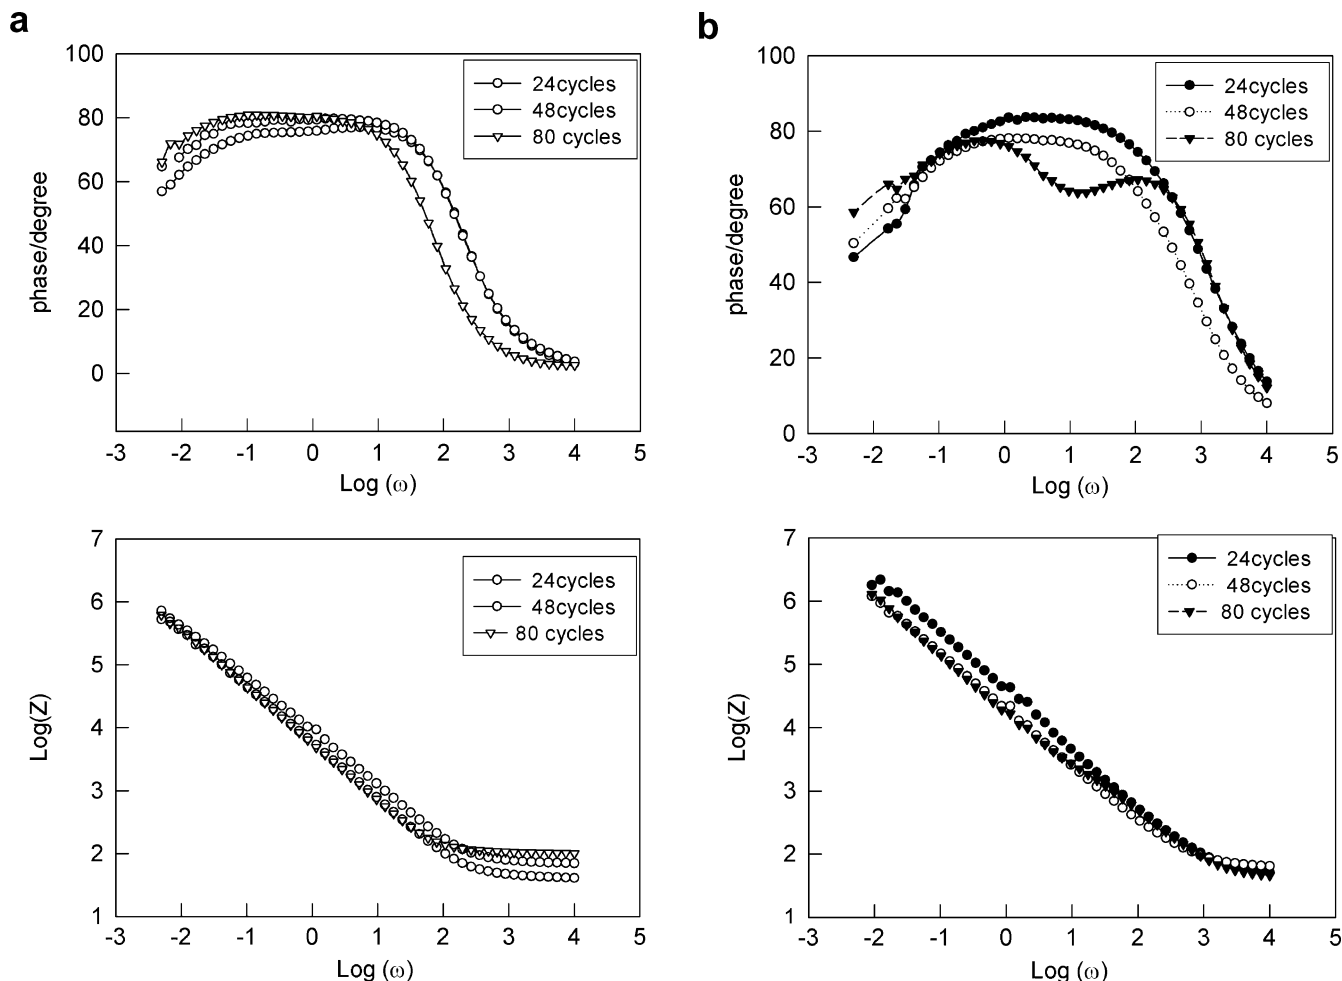 a
100
80
60
40
20
0
-3 -2 -1 0 1 2 3 4 5
phase/degree
Log (ω)
24cycles
48cycles
80 cycles
b
100
80
60
40
20
0
-3 -2 -1 0 1 2 3 4 5
phase/degree
Log (ω)
24cycles
48cycles
80 cycles
7
6
5
4
3
2
1
-3 -2 -1 0 1 2 3 4 5
Log(Z)
Log (ω)
24cycles
48cycles
80 cycles
7
6
5
4
3
2
1
-3 -2 -1 0 1 2 3 4 5
Log(Z)
Log (ω)
24cycles
48cycles
80 cycles